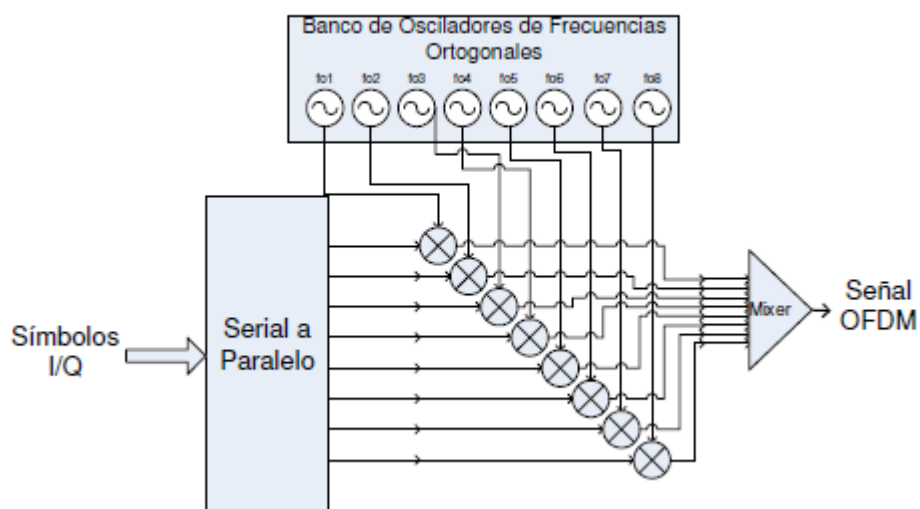 Banco de Osciladores de Frecuencias
Ortogonales
fo1 fo2 fo3 fo4 fo5 fo6 fo7 fo8
Símbolos
I/Q
Serial a
Paralelo
Mixer
Señal
OFDM